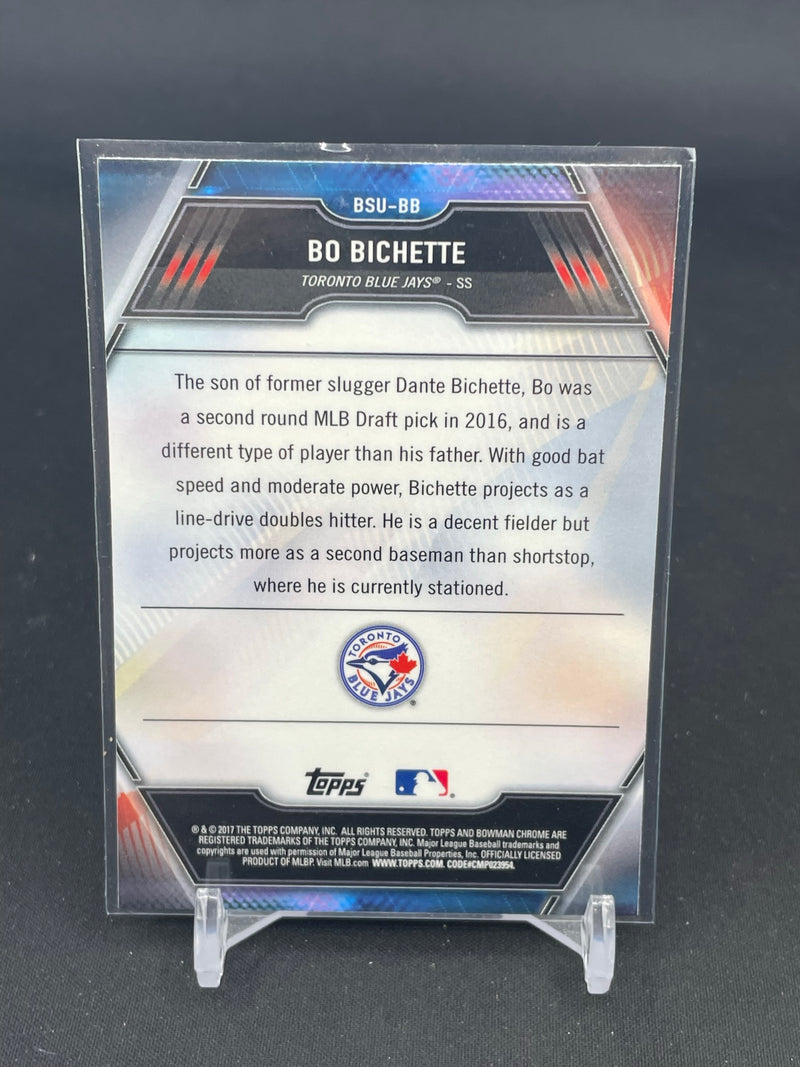 BSU-BB
BO BICHETTE
TORONTO BLUE JAYS® - SS
The son of former slugger Dante Bichette, Bo was
a second round MLB Draft pick in 2016, and is a
different type of player than his father. With good bat
speed and moderate power, Bichette projects as a
line-drive doubles hitter. He is a decent fielder but
projects more as a second baseman than shortstop,
where he is currently stationed.
TORONTO
BLUE JAYS
®
Topps®
® & © 2017 THE TOPPS COMPANY, INC. ALL RIGHTS RESERVED. TOPPS AND BOWMAN CHROME ARE
REGISTERED TRADEMARKS OF THE TOPPS COMPANY, INC. Major League Baseball trademarks and
copyrights are used with permission of Major League Baseball Properties, Inc. OFFICIALLY LICENSED
PRODUCT OF MLBP. Visit MLB.com WWW.TOPPS.COM. CODE#CMP023954.